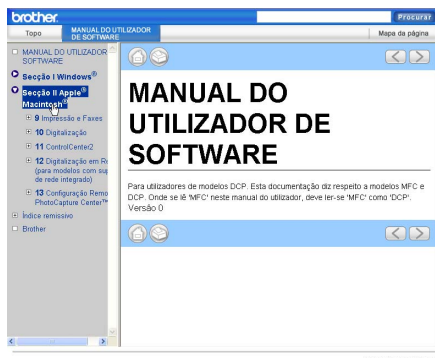 brother.
Procurar
Topo
MANUAL DO UTILIZADOR
DE SOFTWARE
Mapa da página
MANUAL DO UTILIZADOR
SOFTWARE
Secção I Windows®
Secção II Apple®
Macintosh®
9 Impressão e Faxes
10 Digitalização
11 ControlCenter2
12 Digitalização em Re
(para modelos com sup
de rede integrado)
13 Configuração Remo
PhotoCapture Center™
Índice remissivo
Brother
MANUAL DO
UTILIZADOR DE
SOFTWARE
Para utilizadores de modelos DCP. Esta documentação diz respeito a modelos MFC e
DCP. Onde se lê 'MFC' neste manual do utilizador, deve ler-se 'MFC' como 'DCP'.
Versão 0